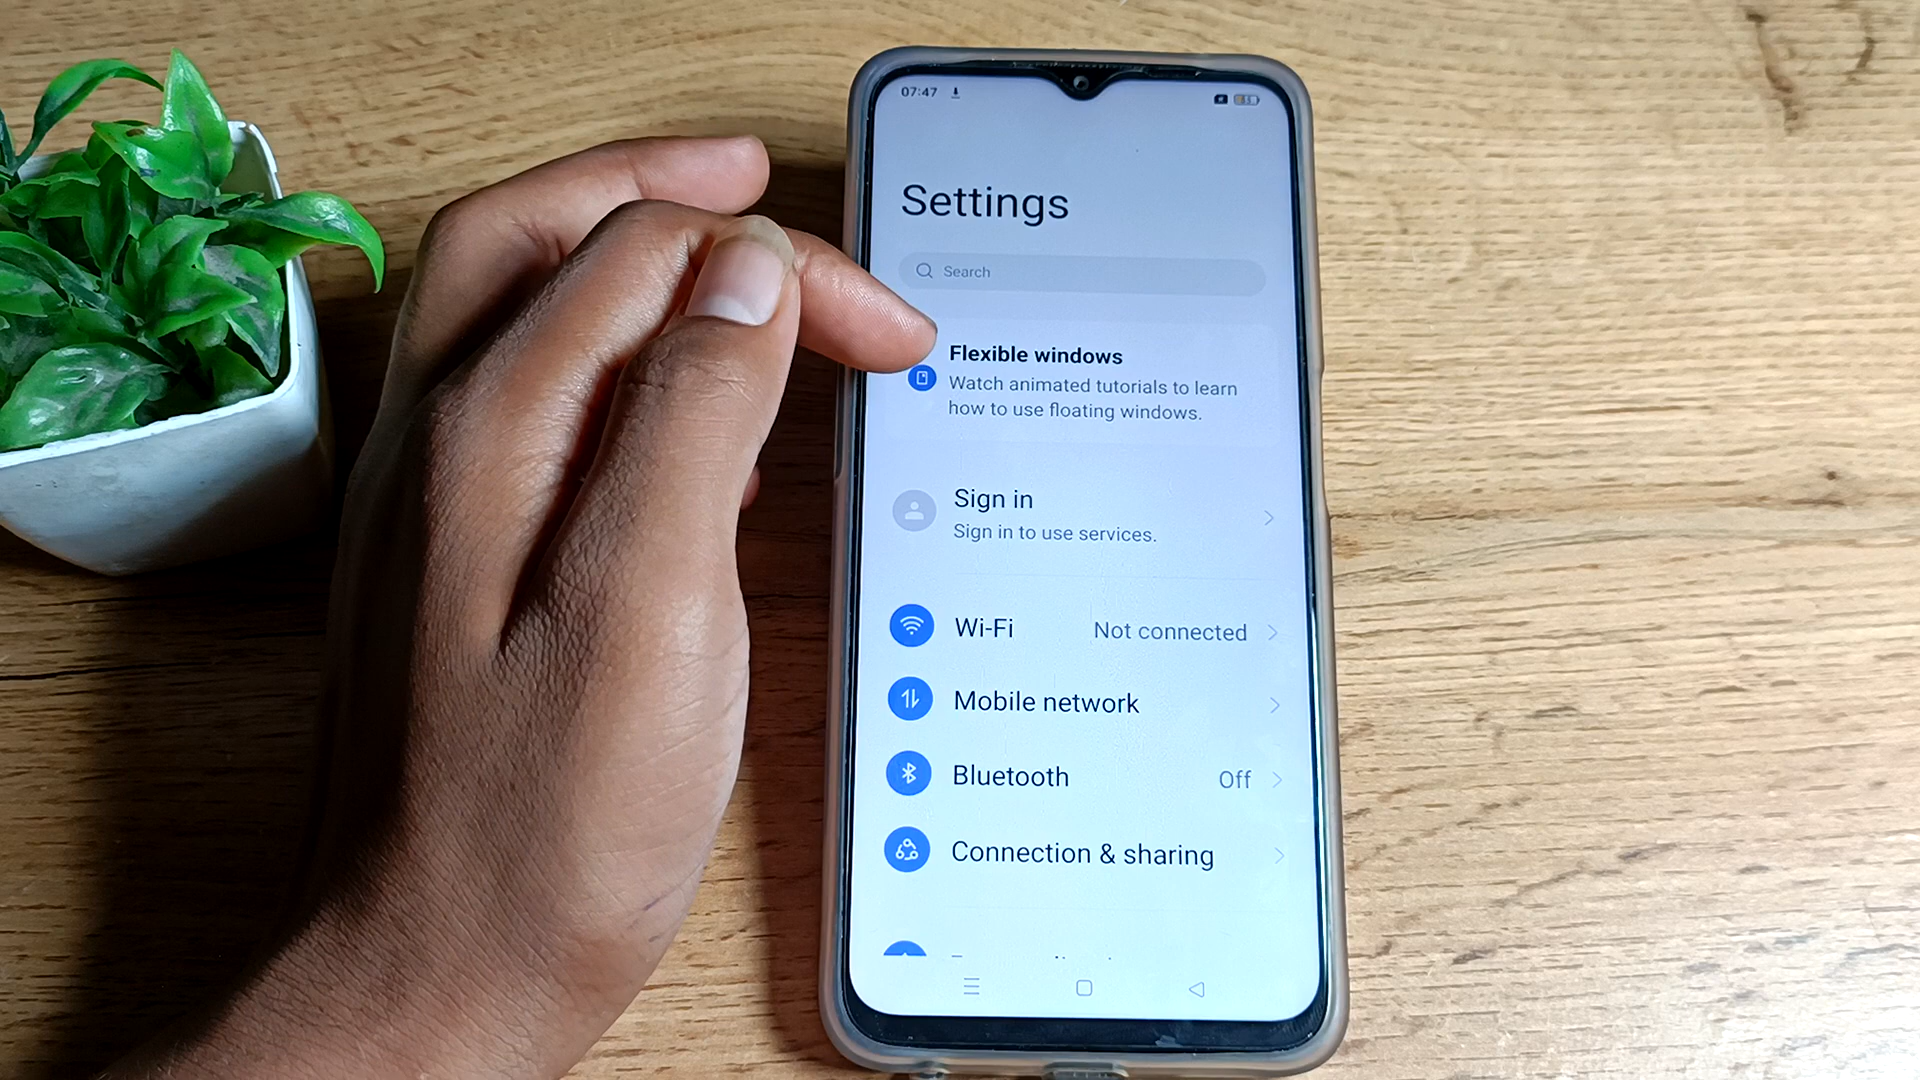 07:47
Settings
Search
Flexible windows
Watch animated tutorials to learn
how to use floating windows.
Sign in
Sign in to use services.
Wi-Fi Not connected
Mobile network
Bluetooth Off
Connection & sharing